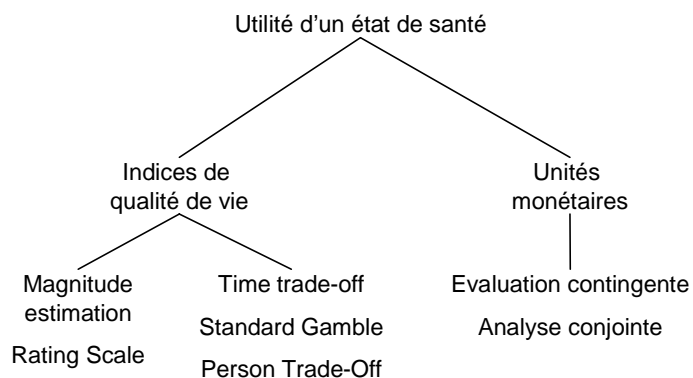 Utilité d’un état de santé
Indices de
qualité de vie
Unités
monétaires
Magnitude
estimation
Rating Scale
Time trade-off
Standard Gamble
Person Trade-Off
Evaluation contingente
Analyse conjointe